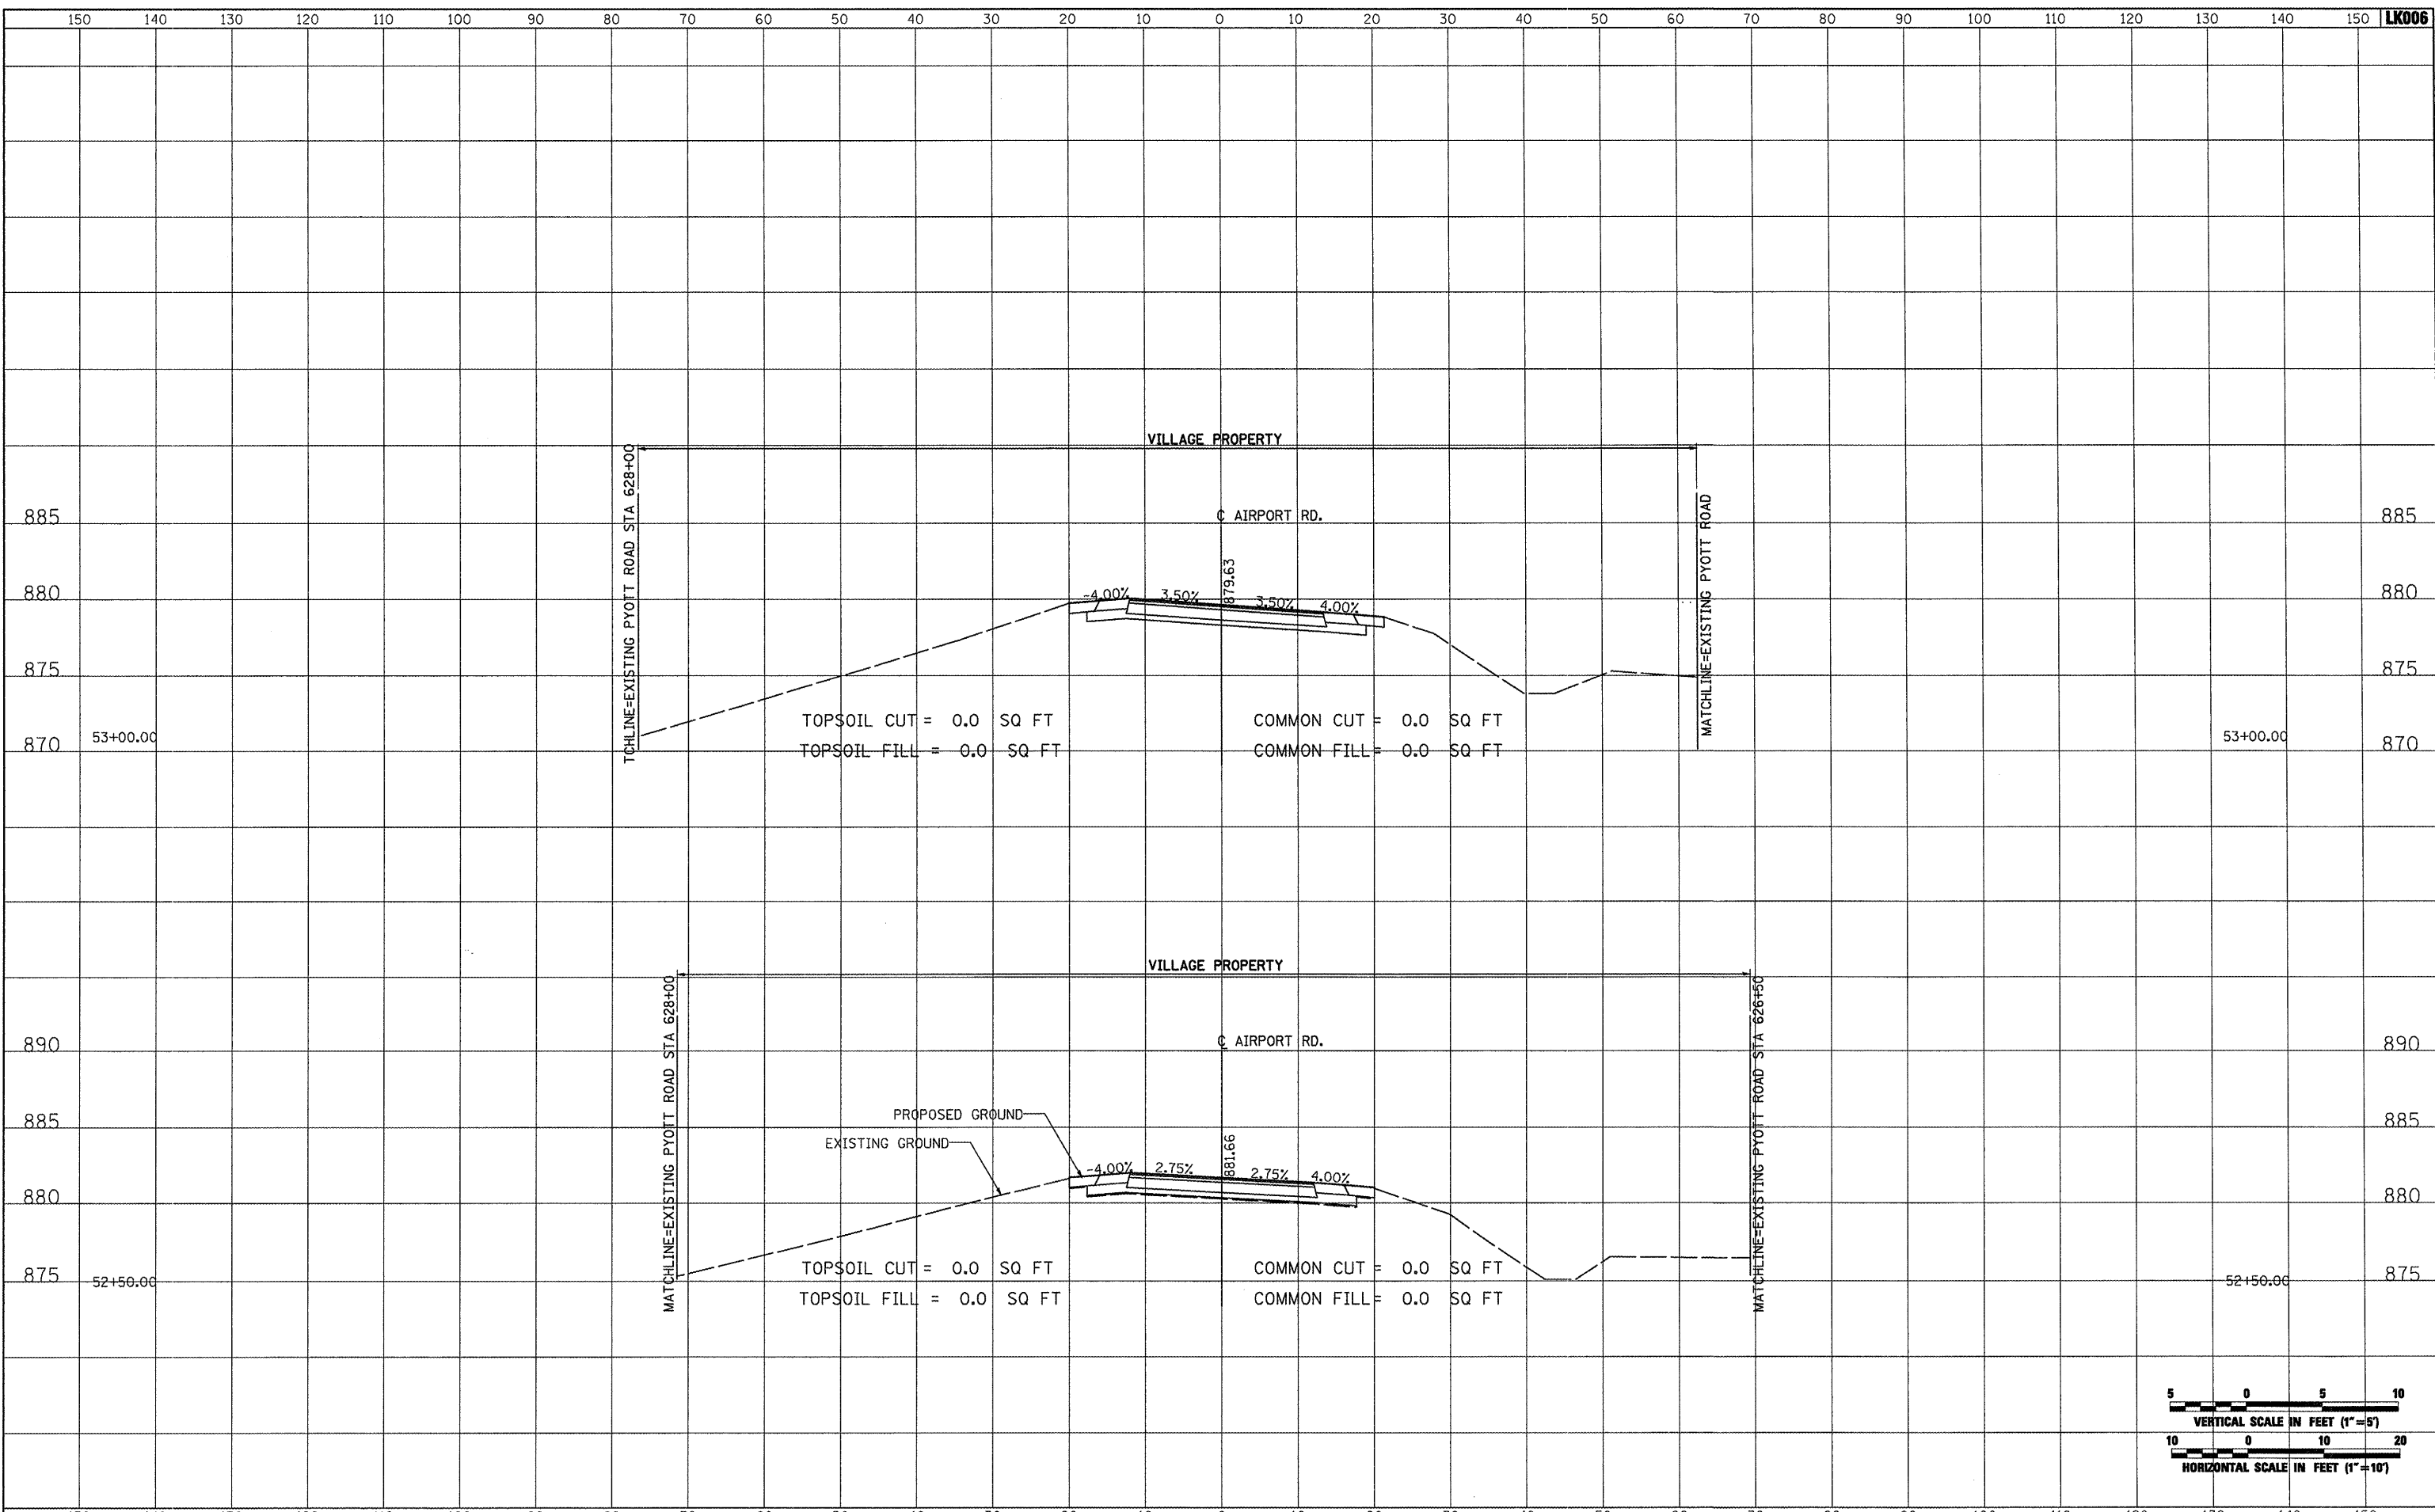 150 140 130 120 110 100 90 80 70 60 50 40 30 20 10 0 10 20 30 40 50 60 70 80 90 100 110 120 130 140 150 LK006
VILLAGE PROPERTY
TCHLINE=EXISTING PYOTT ROAD STA 628+00
MATCHLINE=EXISTING PYOTT ROAD
885 ℄ AIRPORT RD. 885
879.63
880 -4.00% 3.50% 3.50% 4.00% 880
875 875
TOPSOIL CUT = 0.0 SQ FT COMMON CUT = 0.0 SQ FT
870 53+00.00 TOPSOIL FILL = 0.0 SQ FT COMMON FILL = 0.0 SQ FT 53+00.00 870
VILLAGE PROPERTY
MATCHLINE=EXISTING PYOTT ROAD STA 628+00
MATCHLINE=EXISTING PYOTT ROAD STA 626+50
890 ℄ AIRPORT RD. 890
885 PROPOSED GROUND 885
EXISTING GROUND
881.66
-4.00% 2.75% 2.75% 4.00%
880 880
TOPSOIL CUT = 0.0 SQ FT COMMON CUT = 0.0 SQ FT
875 52+50.00 52+50.00 875
TOPSOIL FILL = 0.0 SQ FT COMMON FILL = 0.0 SQ FT
5 0 5 10
VERTICAL SCALE IN FEET (1"=5')
10 0 10 20
HORIZONTAL SCALE IN FEET (1"=10')